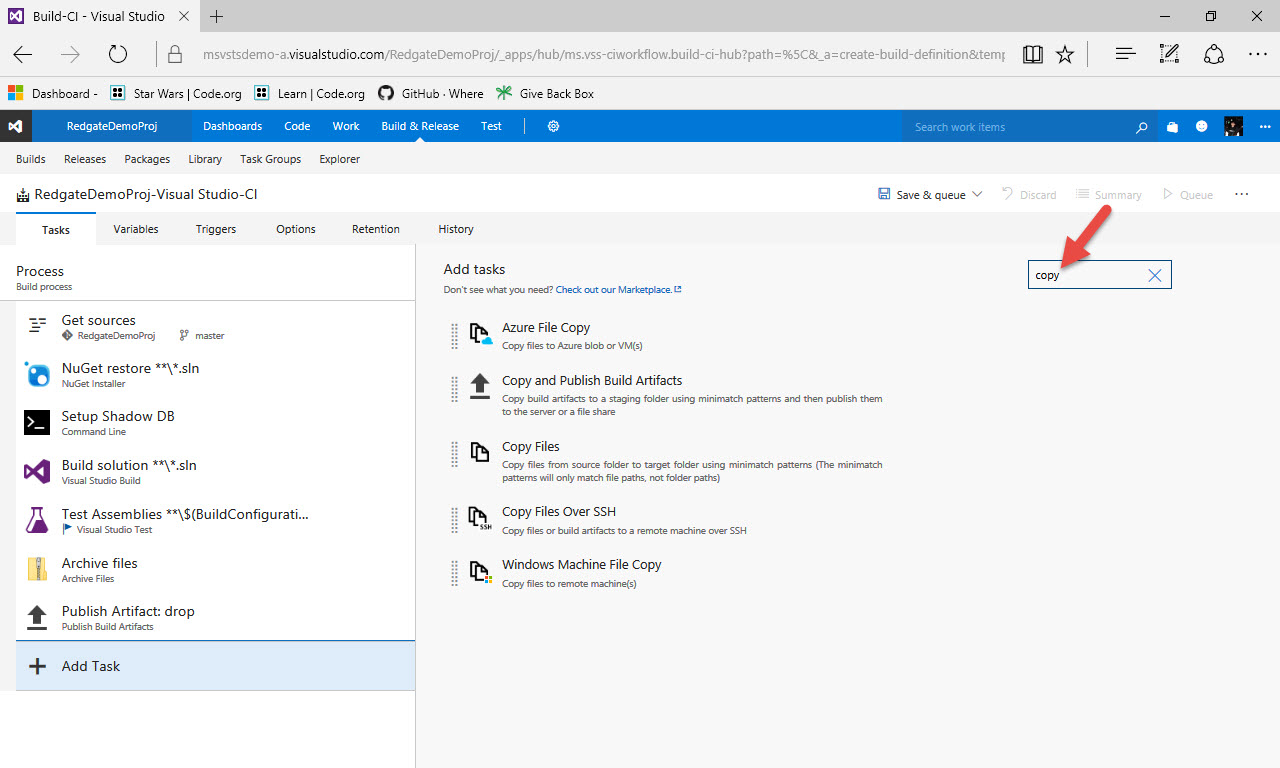 Build-CI - Visual Studio
msvstsdemo-a.visualstudio.com/RedgateDemoProj/_apps/hub/ms.vss-ciworkflow.build-ci-hub?path=%5C&_a=create-build-definition&temp
Dashboard - Star Wars | Code.org Learn | Code.org GitHub · Where Give Back Box
RedgateDemoProj Dashboards Code Work Build & Release Test Search work items
Builds Releases Packages Library Task Groups Explorer
RedgateDemoProj-Visual Studio-CI Save & queue Discard Summary Queue
Tasks Variables Triggers Options Retention History
Process
Build process
Get sources
RedgateDemoProj master
NuGet restore **\*.sln
NuGet Installer
Setup Shadow DB
Command Line
Build solution **\*.sln
Visual Studio Build
Test Assemblies **\$(BuildConfigurati...
Visual Studio Test
Archive files
Archive Files
Publish Artifact: drop
Publish Build Artifacts
Add Task
Add tasks
copy
Don't see what you need? Check out our Marketplace.
Azure File Copy
Copy files to Azure blob or VM(s)
Copy and Publish Build Artifacts
Copy build artifacts to a staging folder using minimatch patterns and then publish them
to the server or a file share
Copy Files
Copy files from source folder to target folder using minimatch patterns (The minimatch
patterns will only match file paths, not folder paths)
SSH
Copy Files Over SSH
Copy files or build artifacts to a remote machine over SSH
Windows Machine File Copy
Copy files to remote machine(s)